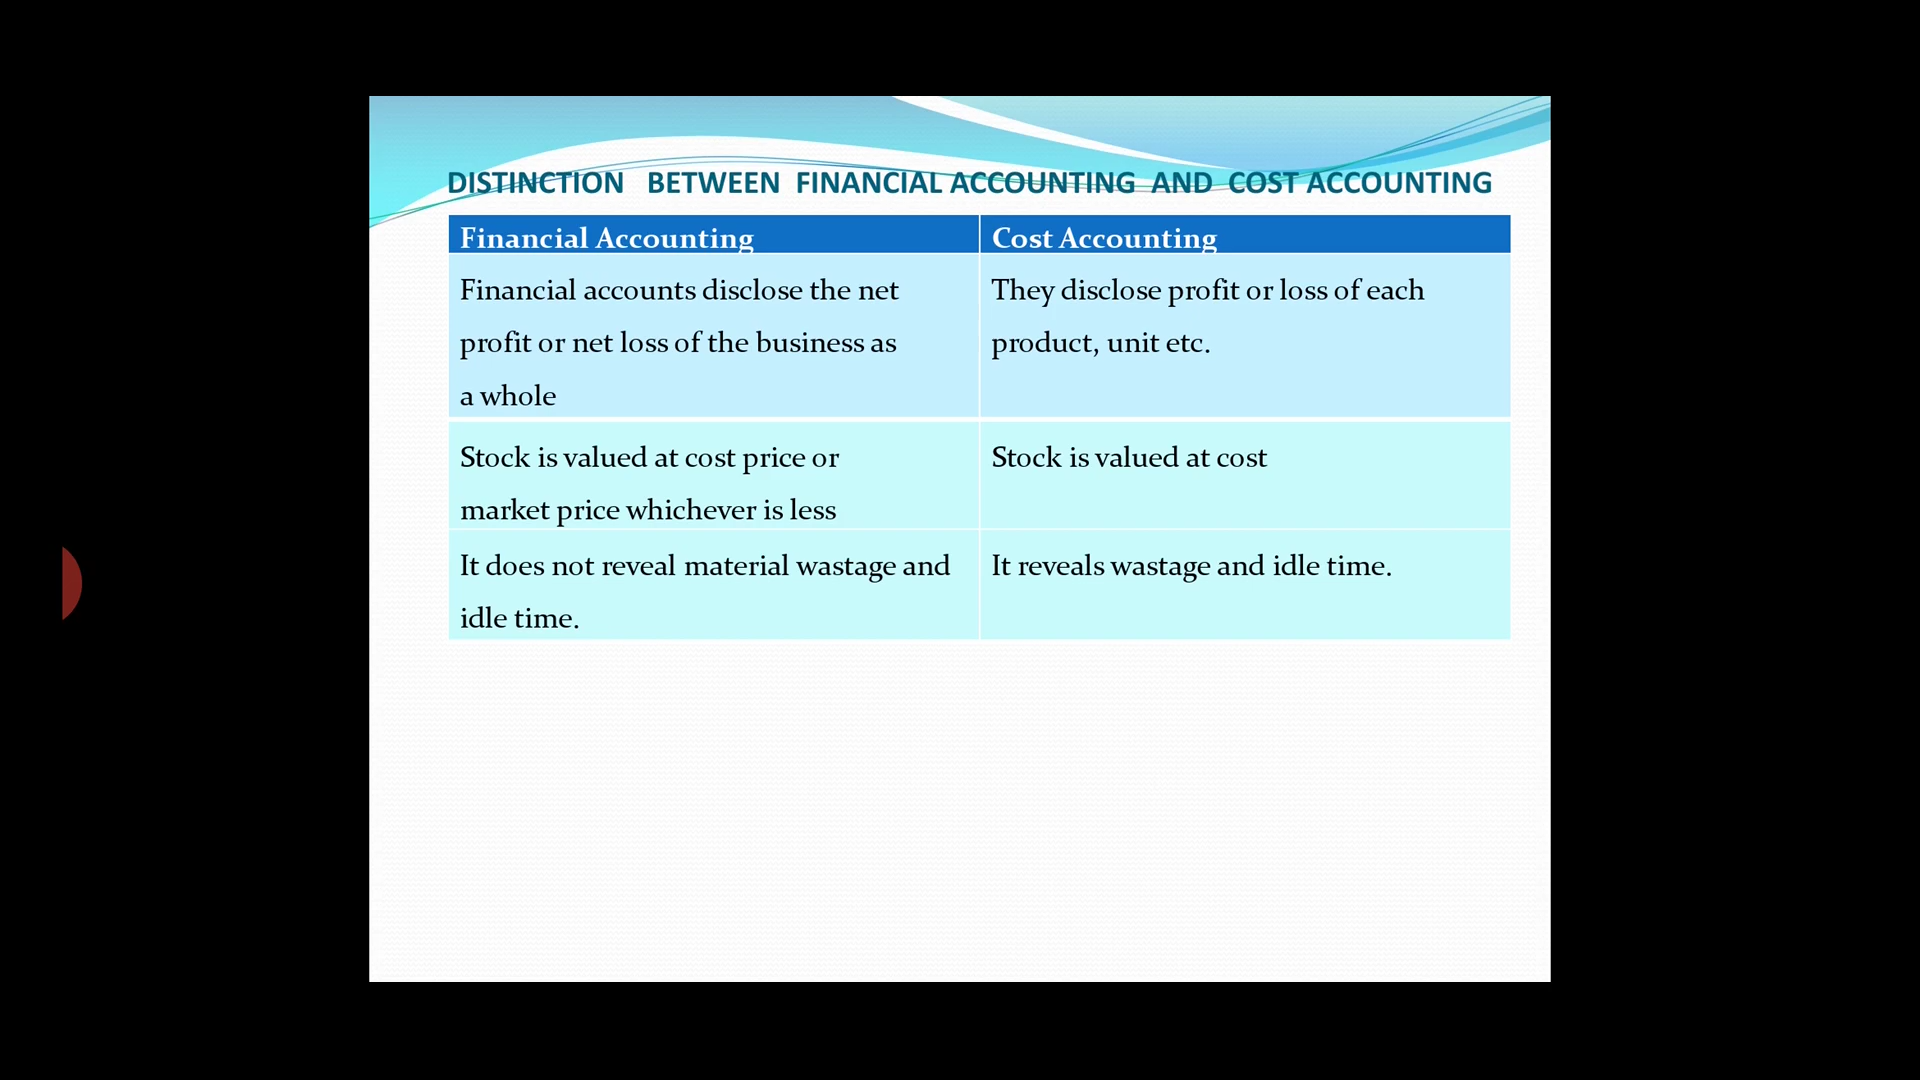 DISTINCTION BETWEEN FINANCIAL ACCOUNTING AND COST ACCOUNTING
Financial Accounting
Cost Accounting
Financial accounts disclose the net
profit or net loss of the business as
a whole
They disclose profit or loss of each
product, unit etc.
Stock is valued at cost price or
market price whichever is less
Stock is valued at cost
It does not reveal material wastage and
idle time.
It reveals wastage and idle time.